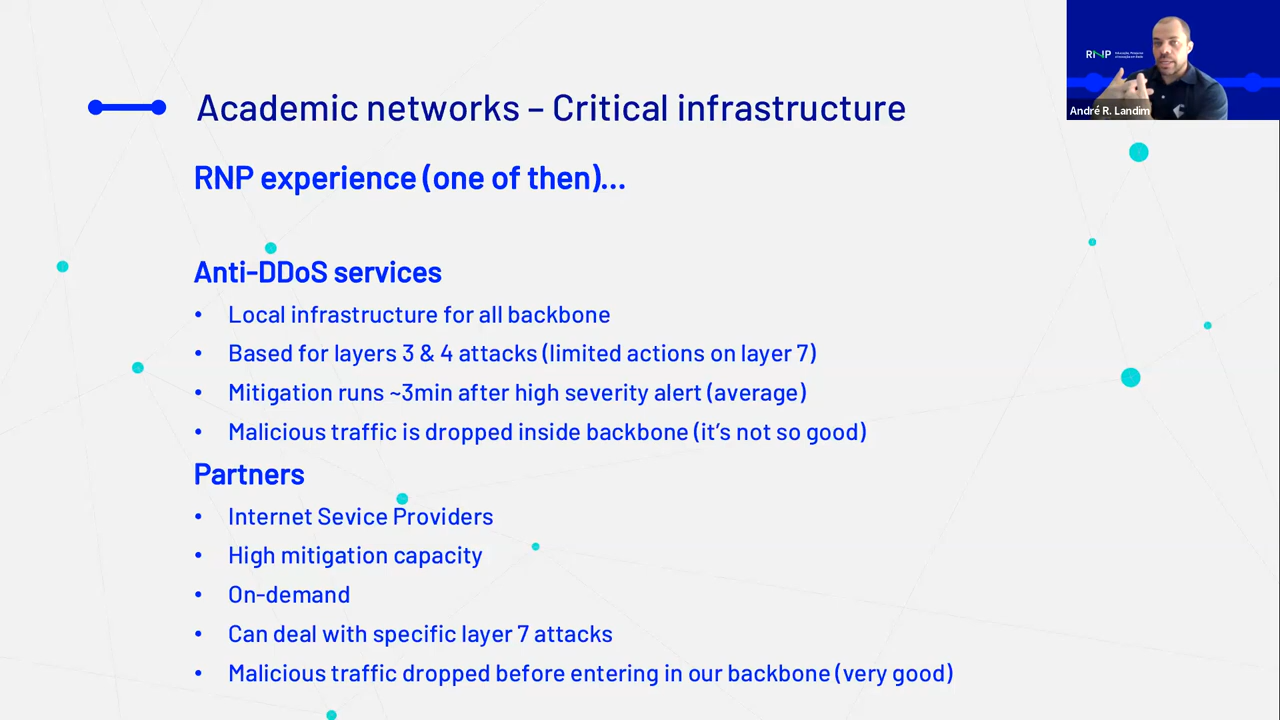 Academic networks – Critical infrastructure
RNP experience (one of then)...
Anti-DDoS services
• Local infrastructure for all backbone
• Based for layers 3 & 4 attacks (limited actions on layer 7)
• Mitigation runs ~3min after high severity alert (average)
• Malicious traffic is dropped inside backbone (it's not so good)
Partners
• Internet Sevice Providers
• High mitigation capacity
• On-demand
• Can deal with specific layer 7 attacks
• Malicious traffic dropped before entering in our backbone (very good)
RNP
André R. Landim